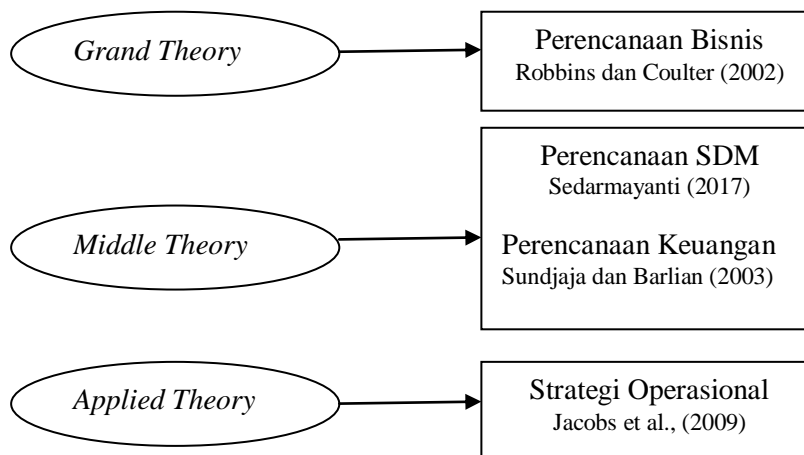 Grand Theory
Perencanaan Bisnis
Robbins dan Coulter (2002)
Middle Theory
Perencanaan SDM
Sedarmayanti (2017)
Perencanaan Keuangan
Sundjaja dan Barlian (2003)
Applied Theory
Strategi Operasional
Jacobs et al., (2009)